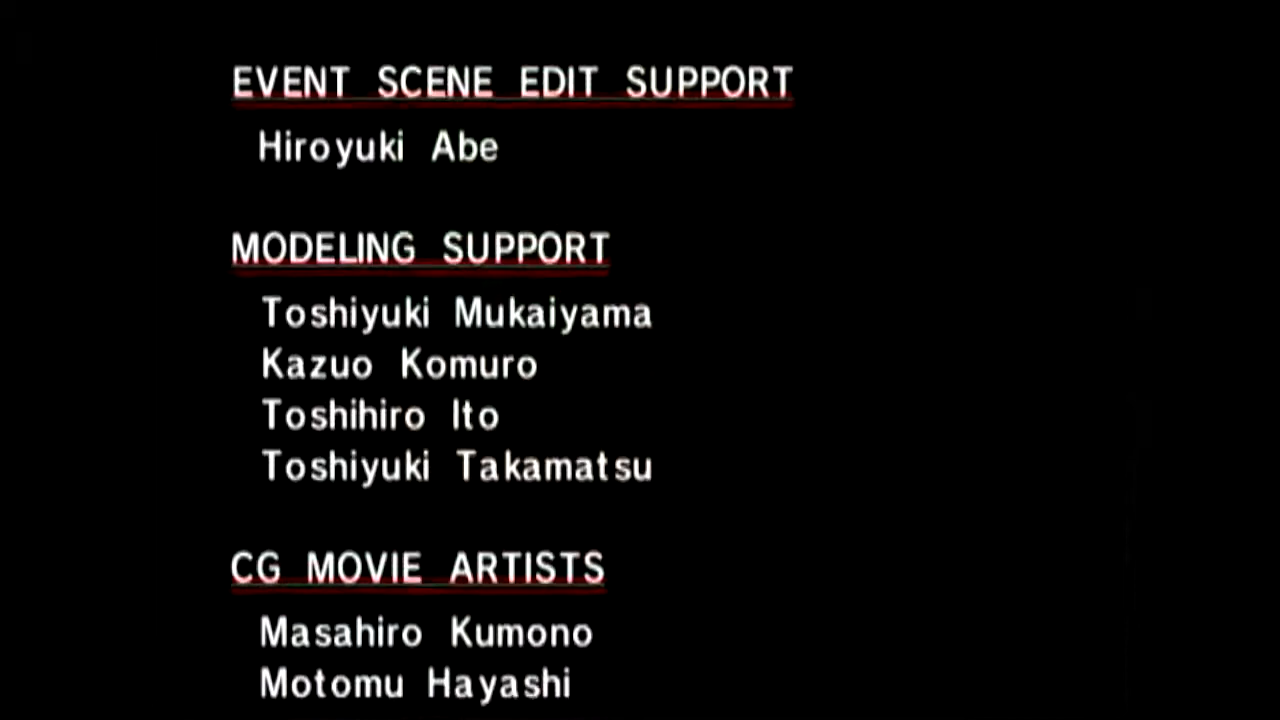 EVENT SCENE EDIT SUPPORT
Hiroyuki Abe
MODELING SUPPORT
Toshiyuki Mukaiyama
Kazuo Komuro
Toshihiro Ito
Toshiyuki Takamatsu
CG MOVIE ARTISTS
Masahiro Kumono
Motomu Hayashi